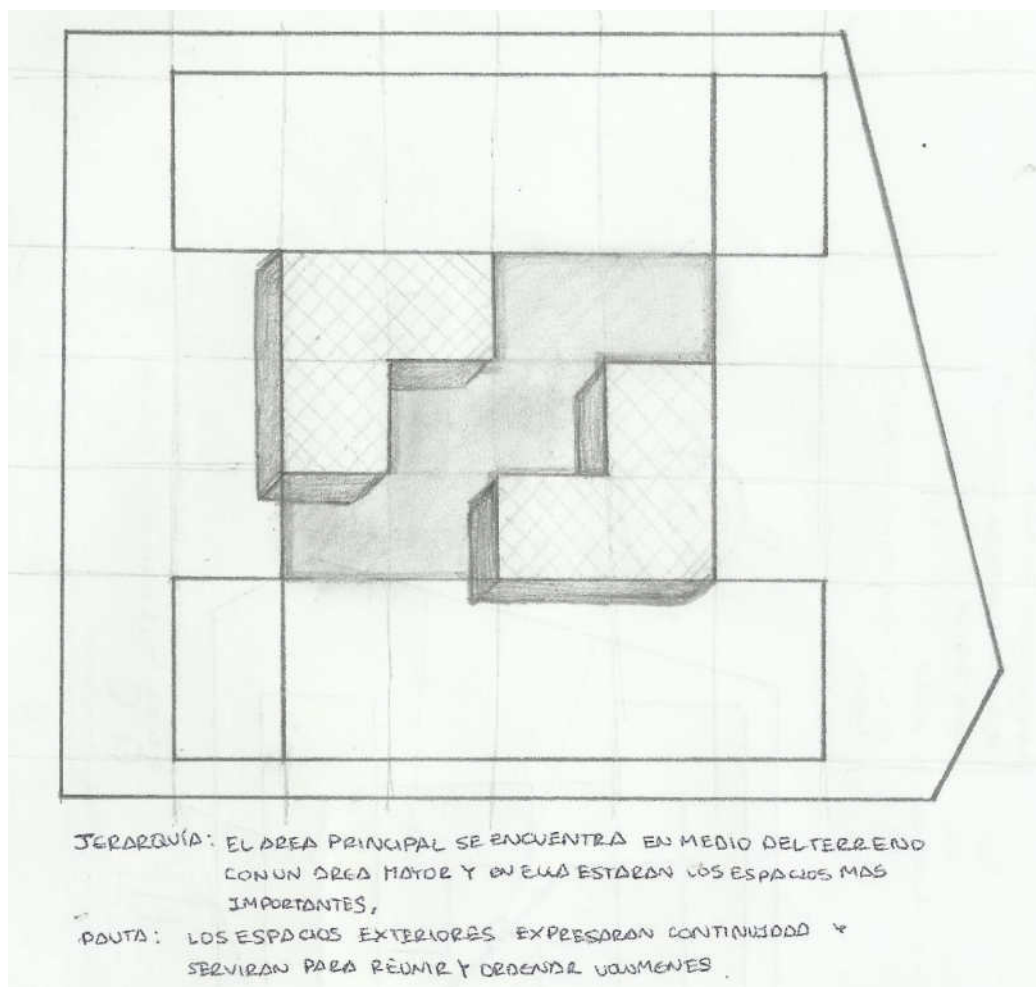 JERARQUÍA: EL AREA PRINCIPAL SE ENCUENTRA EN MEDIO DEL TERRENO
CON UN AREA MAYOR Y EN ELLA ESTARAN LOS ESPACIOS MAS
IMPORTANTES,
PAUTA: LOS ESPACIOS EXTERIORES EXPRESARAN CONTINUIDAD Y
SERVIRAN PARA REUNIR Y ORDENAR VOLUMENES.